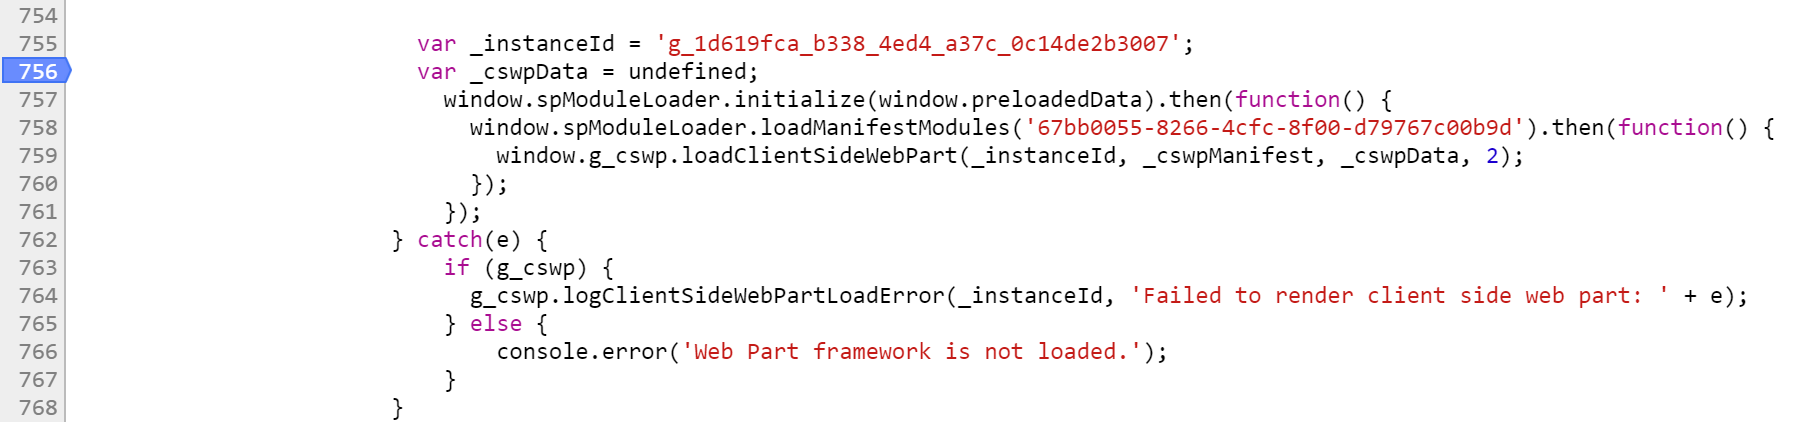 754
755 var _instanceId = 'g_1d619fca_b338_4ed4_a37c_0c14de2b3007';
756 var _cswpData = undefined;
757 window.spModuleLoader.initialize(window.preloadedData).then(function() {
758 window.spModuleLoader.loadManifestModules('67bb0055-8266-4cfc-8f00-d79767c00b9d').then(function() {
759 window.g_cswp.loadClientSideWebPart(_instanceId, _cswpManifest, _cswpData, 2);
760 });
761 });
762 } catch(e) {
763 if (g_cswp) {
764 g_cswp.logClientSideWebPartLoadError(_instanceId, 'Failed to render client side web part: ' + e);
765 } else {
766 console.error('Web Part framework is not loaded.');
767 }
768 }